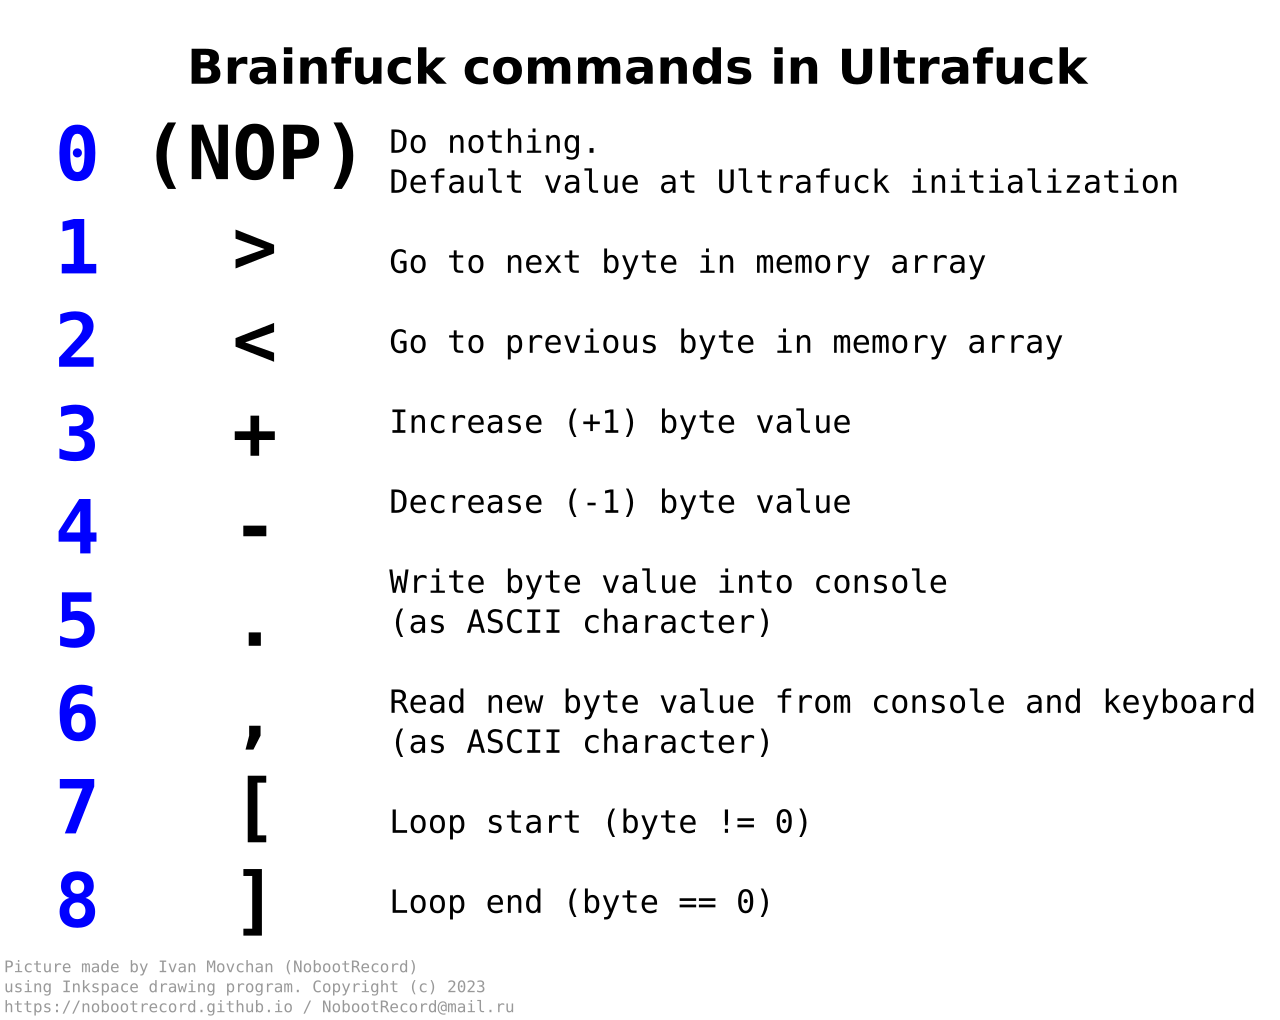 Brainfuck commands in Ultrafuck
0 (NOP) Do nothing.
Default value at Ultrafuck initialization
1 > Go to next byte in memory array
2 < Go to previous byte in memory array
3 + Increase (+1) byte value
4 - Decrease (-1) byte value
5 . Write byte value into console
(as ASCII character)
6 , Read new byte value from console and keyboard
(as ASCII character)
7 [ Loop start (byte != 0)
8 ] Loop end (byte == 0)
Picture made by Ivan Movchan (NobootRecord)
using Inkspace drawing program. Copyright (c) 2023
https://nobootrecord.github.io / NobootRecord@mail.ru